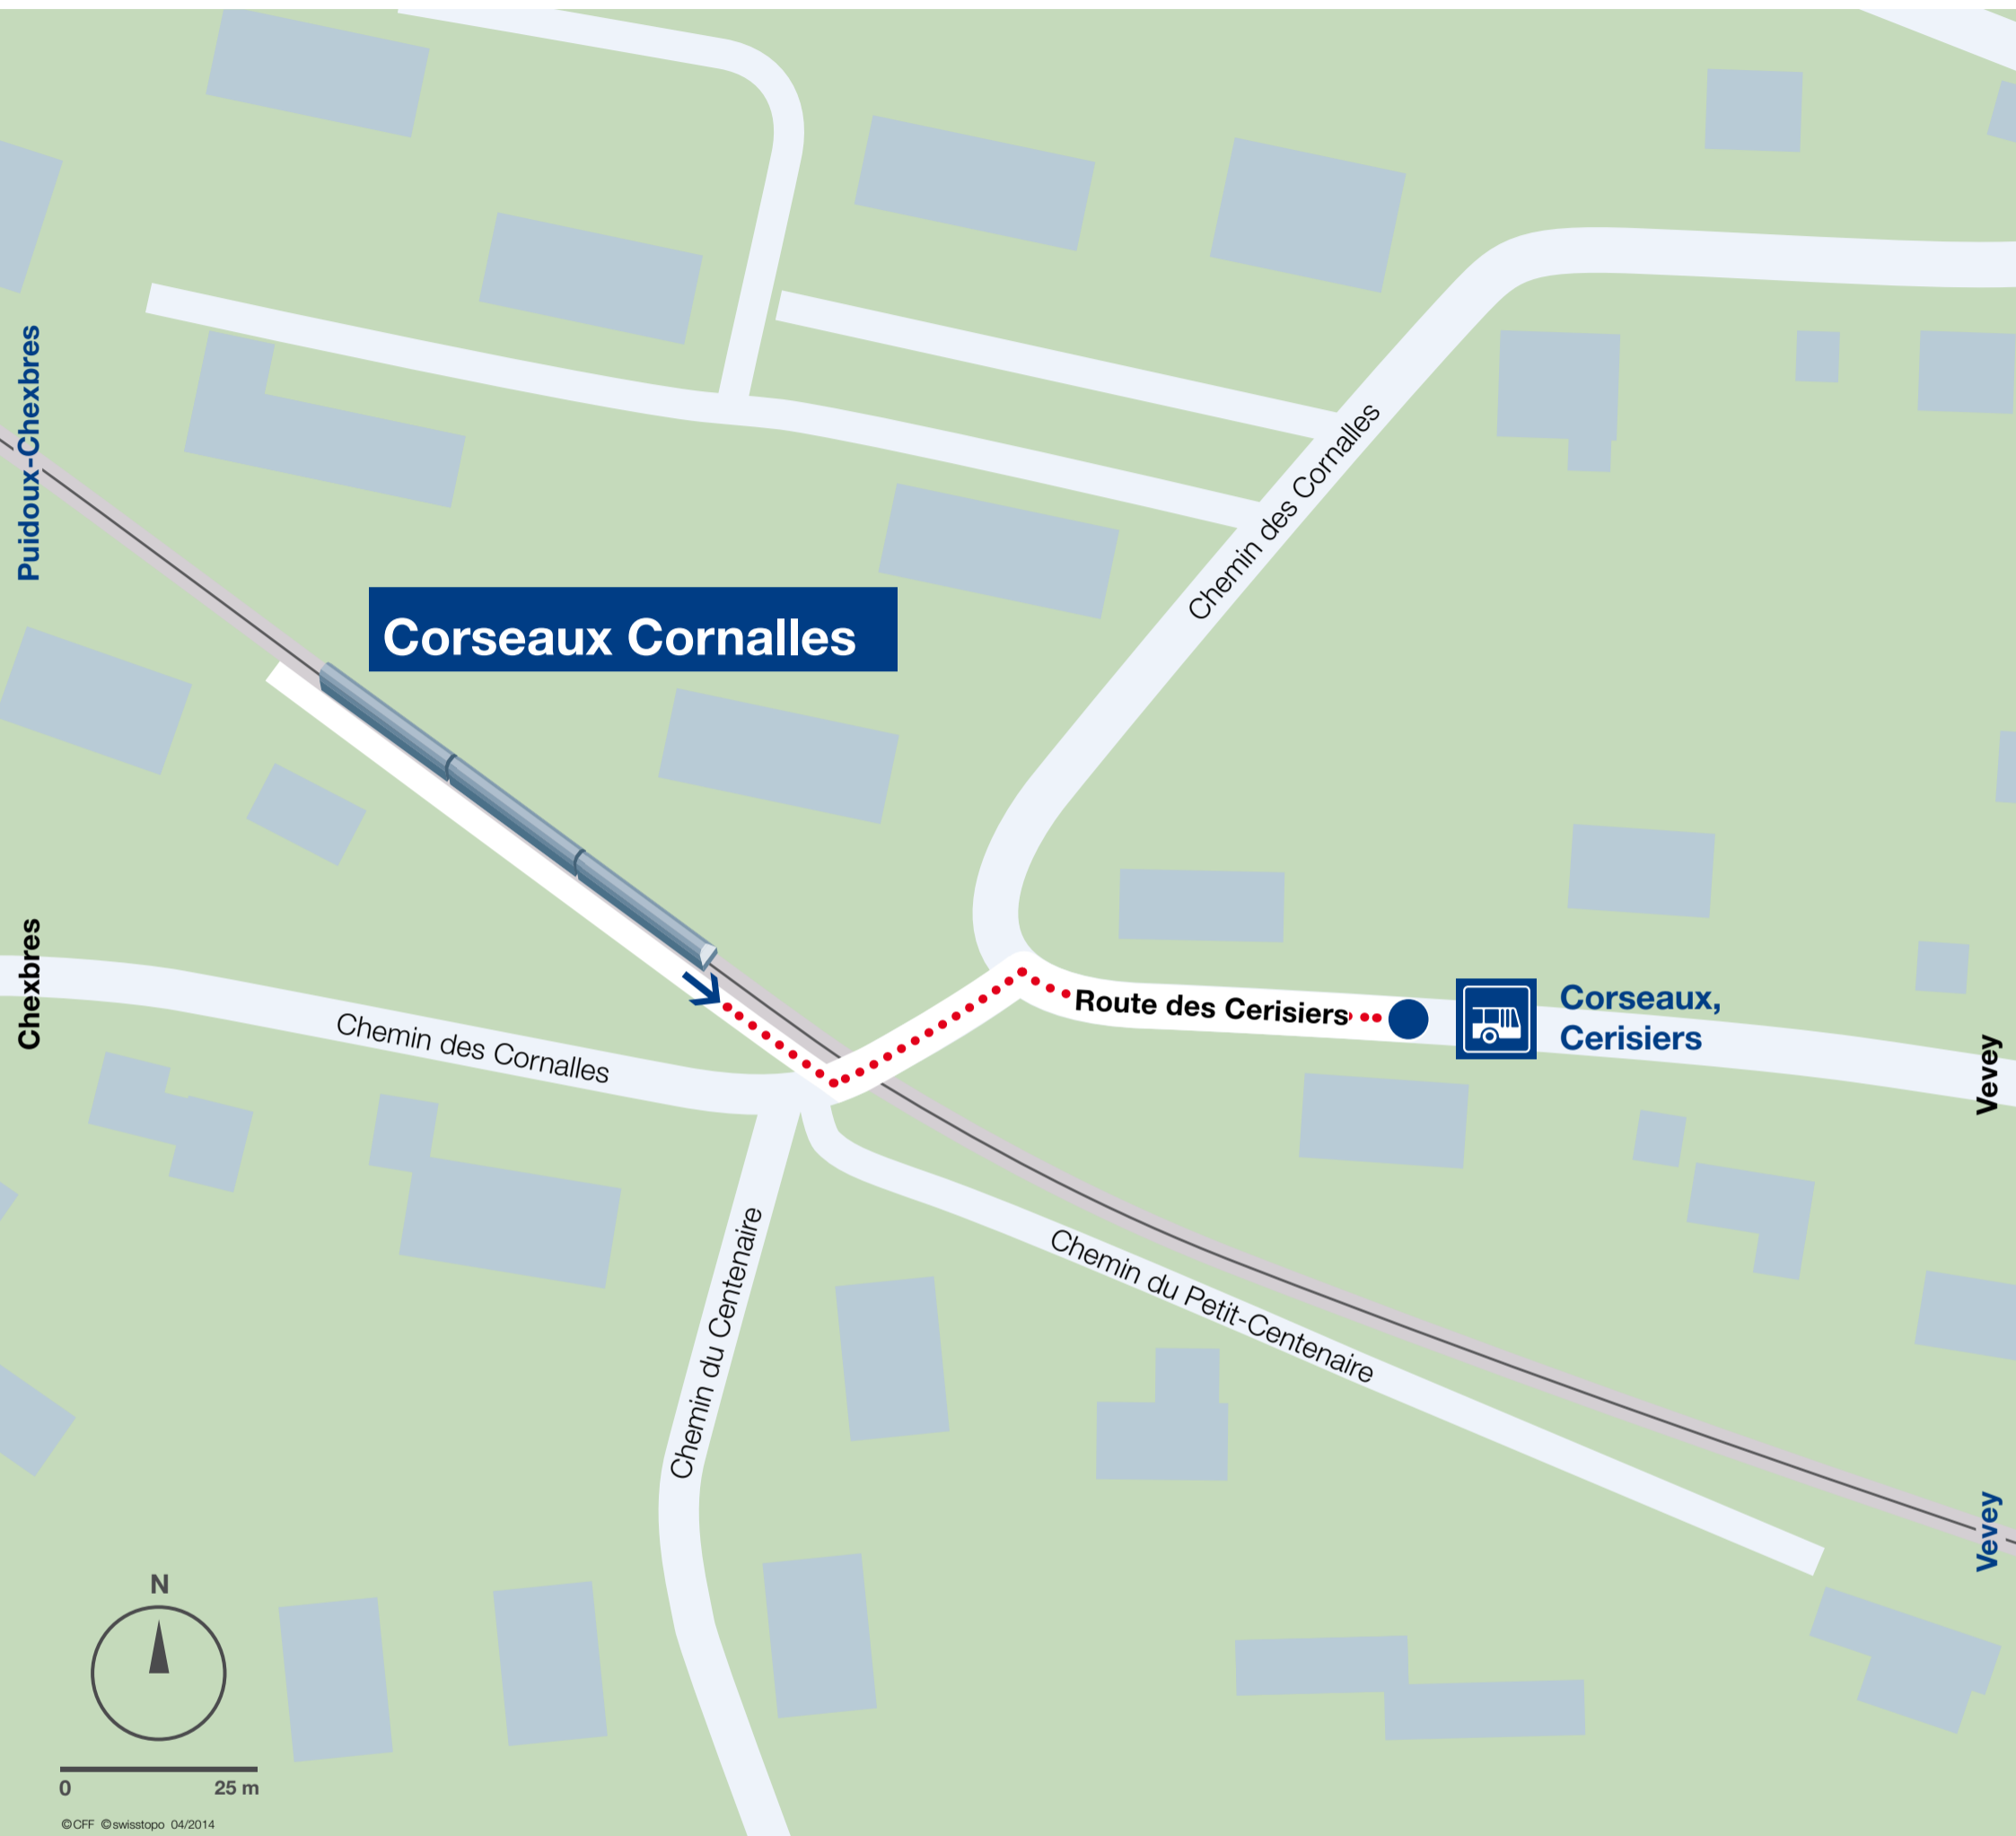 Puidoux-Chexbres
Chemin des Cornalles
Corseaux Cornalles
Chexbres
Chemin des Cornalles
Route des Cerisiers
Corseaux,
Cerisiers
Vevey
Chemin du Centenaire
Chemin du Petit-Centenaire
Vevey
N
0 25 m
©CFF ©swisstopo 04/2014